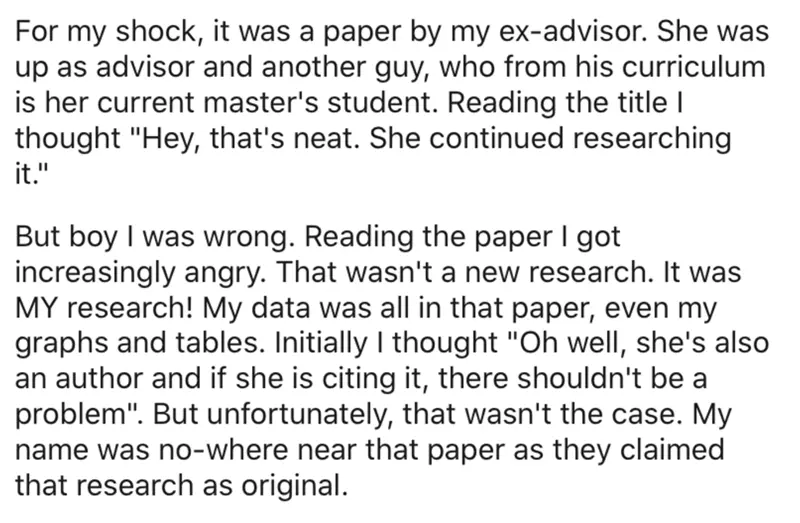 For my shock, it was a paper by my ex-advisor. She was
up as advisor and another guy, who from his curriculum
is her current master's student. Reading the title I
thought "Hey, that's neat. She continued researching
it."
But boy I was wrong. Reading the paper I got
increasingly angry. That wasn't a new research. It was
MY research! My data was all in that paper, even my
graphs and tables. Initially I thought "Oh well, she's also
an author and if she is citing it, there shouldn't be a
problem". But unfortunately, that wasn't the case. My
name was no-where near that paper as they claimed
that research as original.